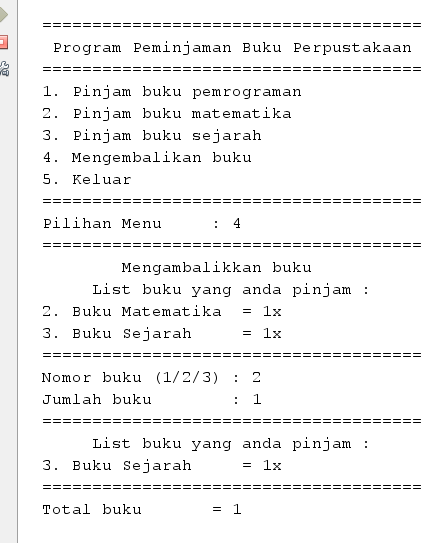 ======================================
Program Peminjaman Buku Perpustakaan
======================================
1. Pinjam buku pemrograman
2. Pinjam buku matematika
3. Pinjam buku sejarah
4. Mengembalikan buku
5. Keluar
======================================
Pilihan Menu     : 4
======================================
Mengambalikkan buku
List buku yang anda pinjam :
2. Buku Matematika  = 1x
3. Buku Sejarah     = 1x
======================================
Nomor buku (1/2/3) : 2
Jumlah buku        : 1
======================================
List buku yang anda pinjam :
3. Buku Sejarah     = 1x
======================================
Total buku       = 1